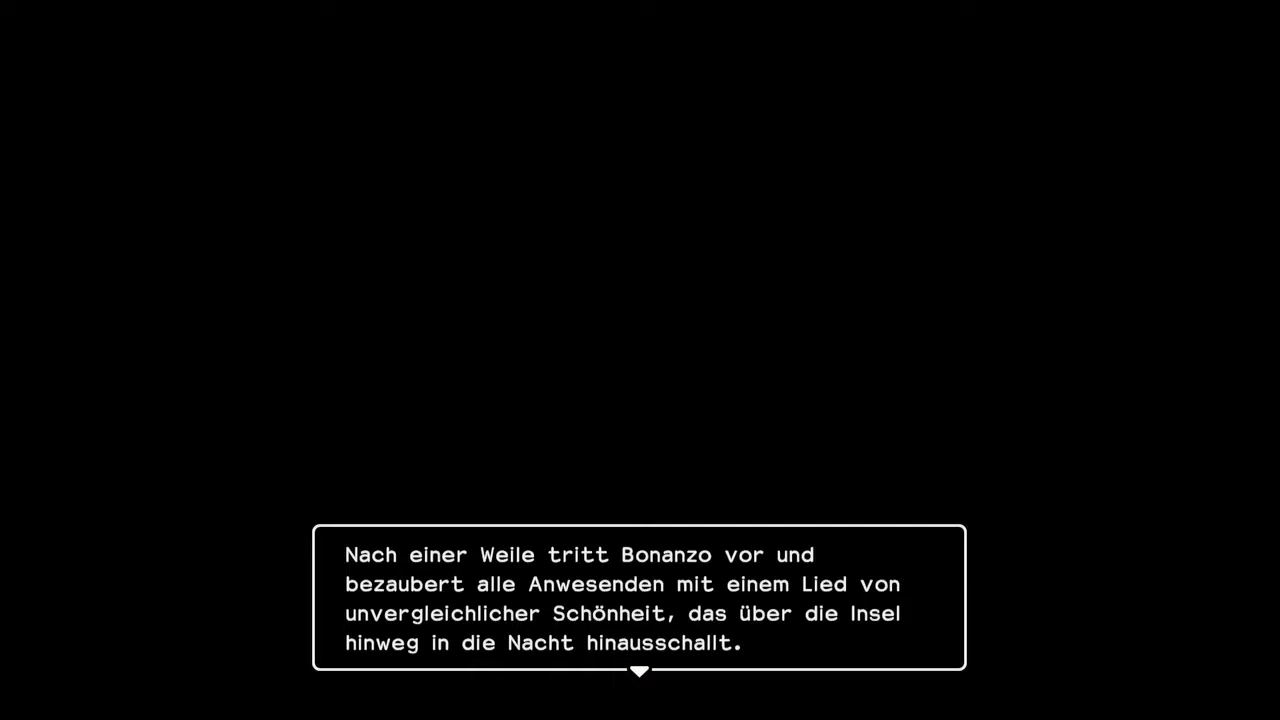 Nach einer Weile tritt Bonanzo vor und
bezaubert alle Anwesenden mit einem Lied von
unvergleichlicher Schönheit, das über die Insel
hinweg in die Nacht hinausschallt.